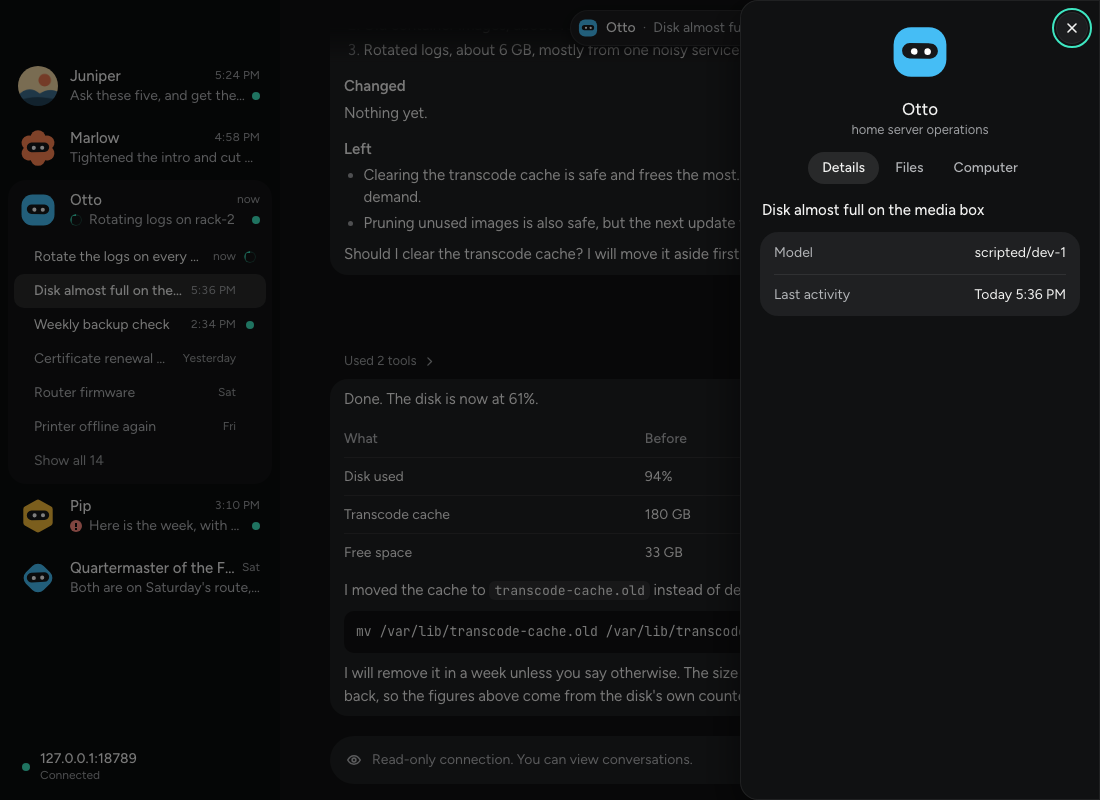 Juniper 5:24 PM
Ask these five, and get the...
Marlow 4:58 PM
Tightened the intro and cut ...
Otto now
Rotating logs on rack-2
Rotate the logs on every ... now
Disk almost full on the... 5:36 PM
Weekly backup check 2:34 PM
Certificate renewal ... Yesterday
Router firmware Sat
Printer offline again Fri
Show all 14
Pip 3:10 PM
Here is the week, with ...
Quartermaster of the F... Sat
Both are on Saturday's route,...
127.0.0.1:18789
Connected
Otto · Disk almost fu
3. Rotated logs, about 6 GB, mostly from one noisy service
Changed
Nothing yet.
Left
• Clearing the transcode cache is safe and frees the most.
demand.
• Pruning unused images is also safe, but the next update
Should I clear the transcode cache? I will move it aside first
Used 2 tools
Done. The disk is now at 61%.
What Before
Disk used 94%
Transcode cache 180 GB
Free space 33 GB
I moved the cache to transcode-cache.old instead of de
mv /var/lib/transcode-cache.old /var/lib/transcod
I will remove it in a week unless you say otherwise. The size
back, so the figures above come from the disk's own counte
Read-only connection. You can view conversations.
Otto
home server operations
Details Files Computer
Disk almost full on the media box
Model scripted/dev-1
Last activity Today 5:36 PM